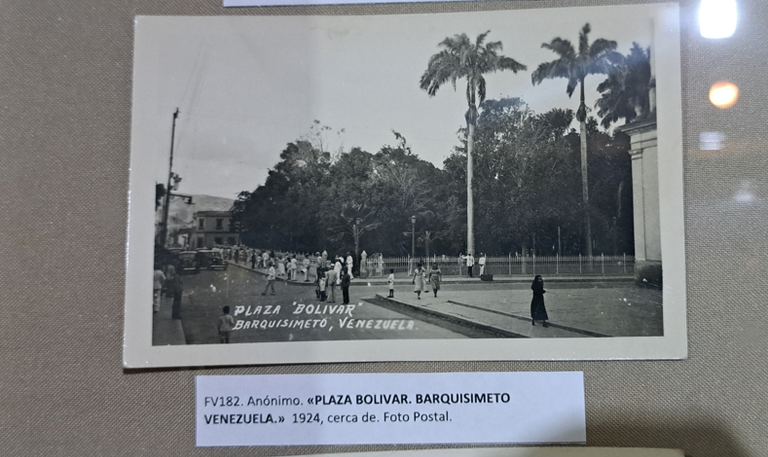 PLAZA "BOLIVAR"
BARQUISIMETO, VENEZUELA.
FV182. Anónimo. «PLAZA BOLIVAR. BARQUISIMETO
VENEZUELA.» 1924, cerca de. Foto Postal.